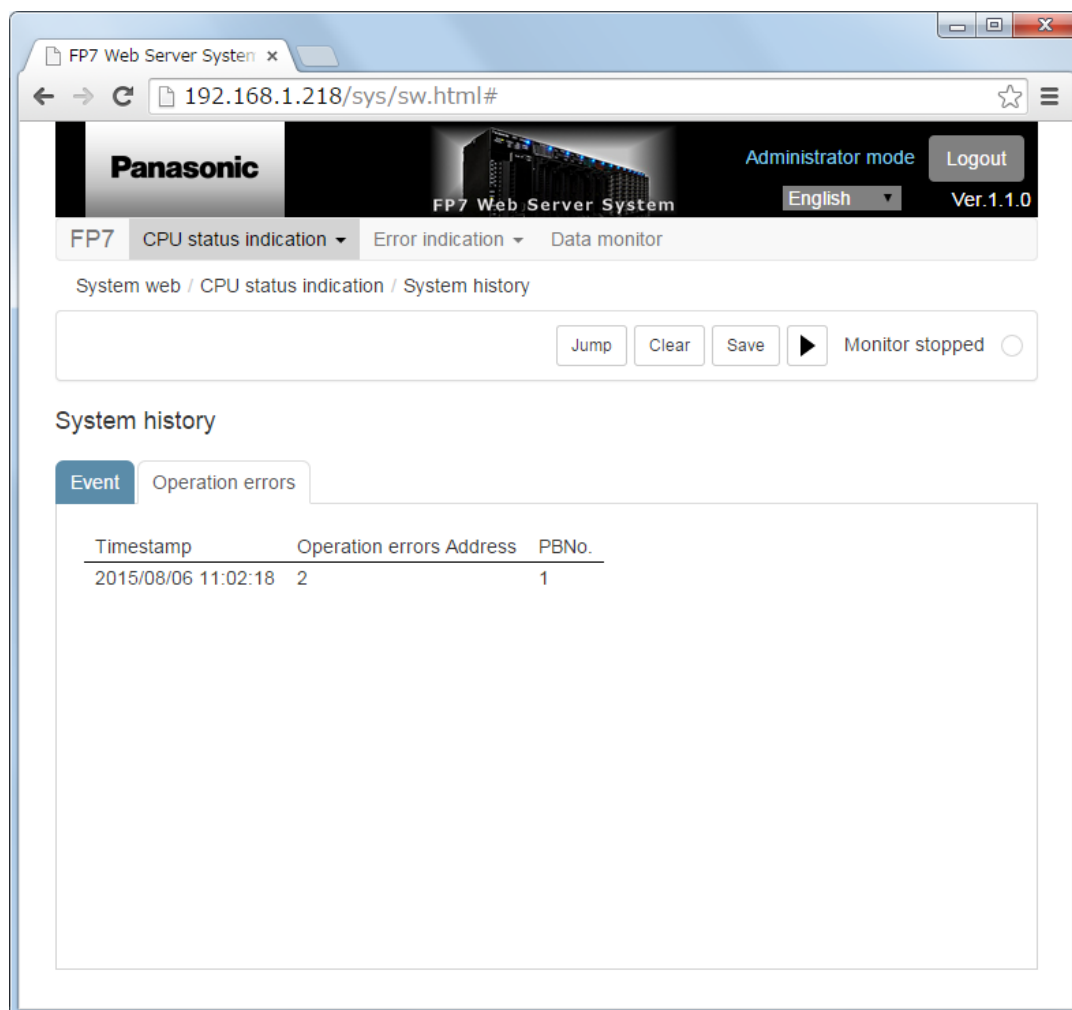 FP7 Web Server System
192.168.1.218/sys/sw.html#
Panasonic
FP7 Web Server System
Administrator mode
Logout
English
Ver.1.1.0
FP7 CPU status indication Error indication Data monitor
System web / CPU status indication / System history
Jump Clear Save Monitor stopped
System history
Event Operation errors
Timestamp Operation errors Address PBNo.
2015/08/06 11:02:18 2 1